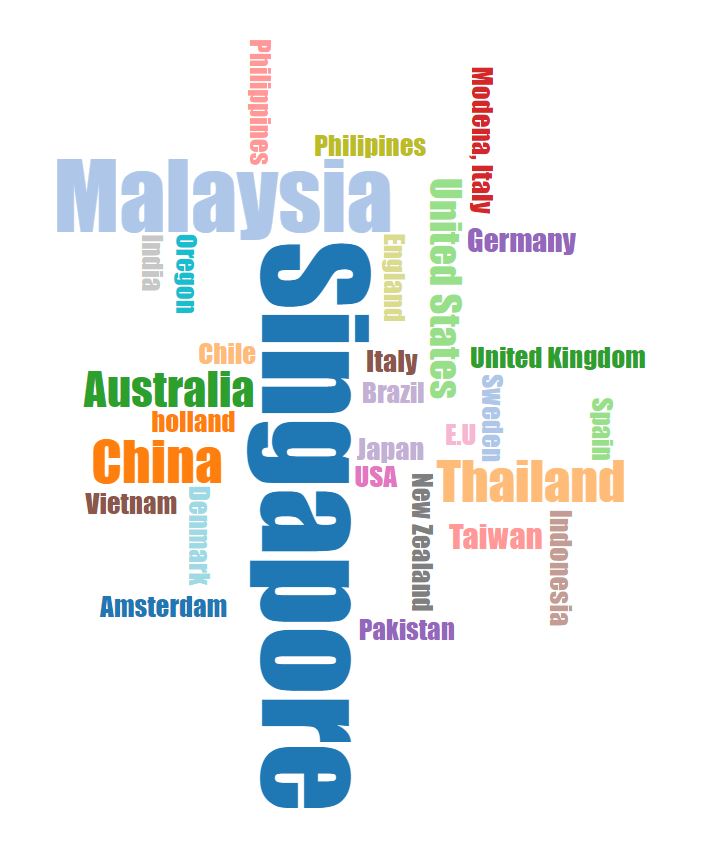 Philippines
Modena, Italy
Philipines
Malaysia
United States
Germany
India
Oregon
England
Singapore
Chile
Italy
United Kingdom
Australia
Brazil
Sweden
holland
Spain
E.U
China
Japan
USA
Thailand
New Zealand
Vietnam
Denmark
Taiwan
Indonesia
Amsterdam
Pakistan